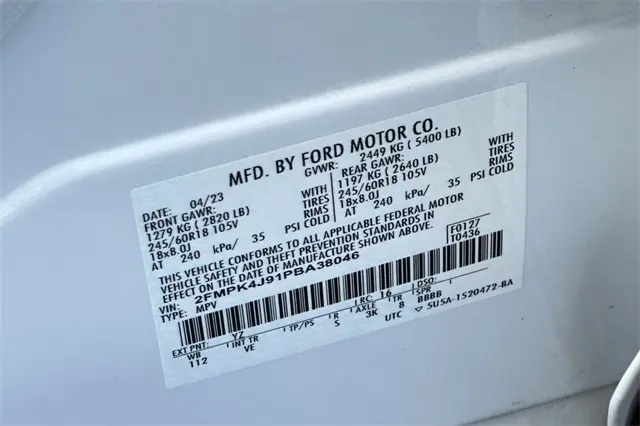 MFD. BY FORD MOTOR CO.
DATE: 04/23 GVWR: 2449 KG ( 5400 LB)
FRONT GAWR: REAR GAWR: WITH
1279 KG ( 2820 LB) WITH 1197 KG ( 2640 LB) TIRES
245/60R18 105V TIRES 245/60R18 105V RIMS
18x8.0J RIMS 18x8.0J PSI COLD
AT 240 kPa/ 35 PSI COLD AT 240 kPa/ 35
THIS VEHICLE CONFORMS TO ALL APPLICABLE FEDERAL MOTOR
VEHICLE SAFETY AND THEFT PREVENTION STANDARDS IN
EFFECT ON THE DATE OF MANUFACTURE SHOWN ABOVE.
VIN: 2FMPK4J91PBA38046 F0127
TYPE: MPV T0436
EXT PNT: YZ RC: 16 DSO:
WB INT TR TP/PS R AXLE TR SPR
112 VE S 3K 8 BBBB
UTC 5U5A-1520472-BA